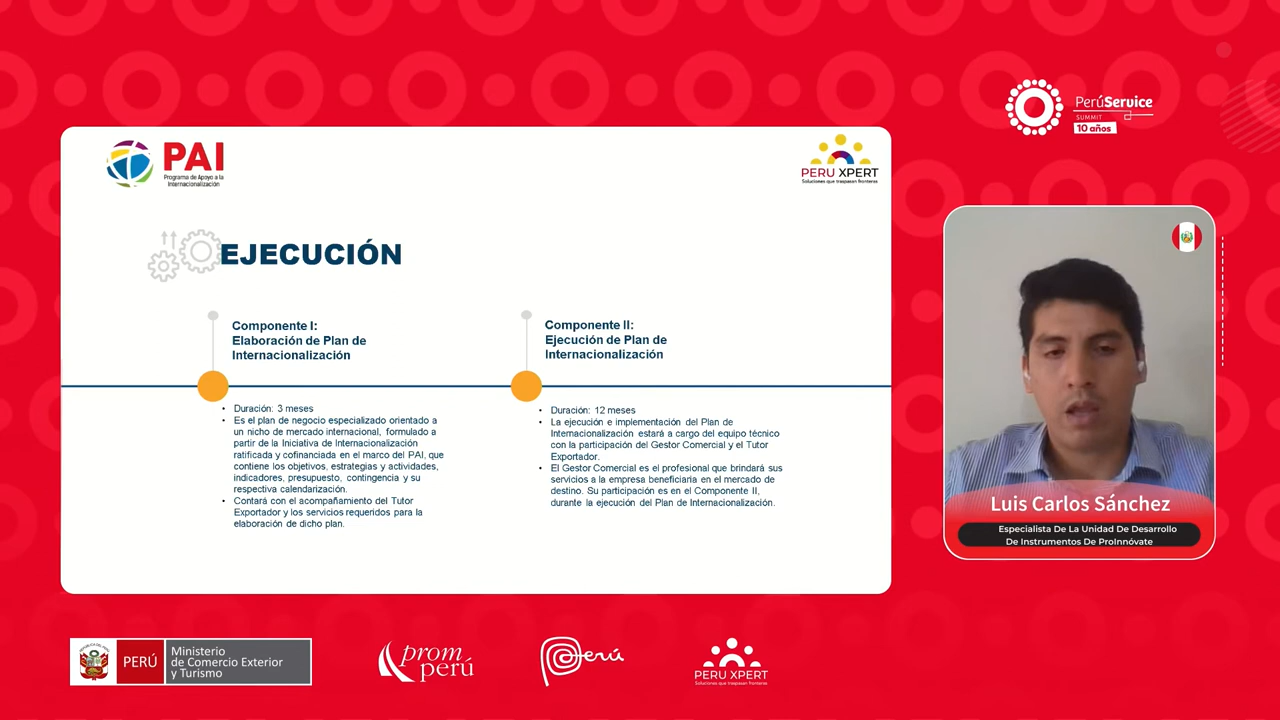 PerúService
SUMMIT
10 años
PAI
Programa de Apoyo a la
Internacionalización
PERU XPERT
Soluciones que traspasan fronteras
EJECUCIÓN
Componente I:
Elaboración de Plan de
Internacionalización
• Duración: 3 meses
• Es el plan de negocio especializado orientado a
un nicho de mercado internacional, formulado a
partir de la Iniciativa de Internacionalización
ratificada y cofinanciada en el marco del PAI, que
contiene los objetivos, estrategias y actividades,
indicadores, presupuesto, contingencia y su
respectiva calendarización.
• Contará con el acompañamiento del Tutor
Exportador y los servicios requeridos para la
elaboración de dicho plan.
Componente II:
Ejecución de Plan de
Internacionalización
• Duración: 12 meses
• La ejecución e implementación del Plan de
Internacionalización estará a cargo del equipo técnico
con la participación del Gestor Comercial y el Tutor
Exportador.
• El Gestor Comercial es el profesional que brindará sus
servicios a la empresa beneficiaria en el mercado de
destino. Su participación es en el Componente II,
durante la ejecución del Plan de Internacionalización.
Luis Carlos Sánchez
Especialista De La Unidad De Desarrollo
De Instrumentos De ProInnóvate
PERÚ
Ministerio
de Comercio Exterior
y Turismo
prom
perú
Perú
PERU XPERT
Soluciones que traspasan fronteras